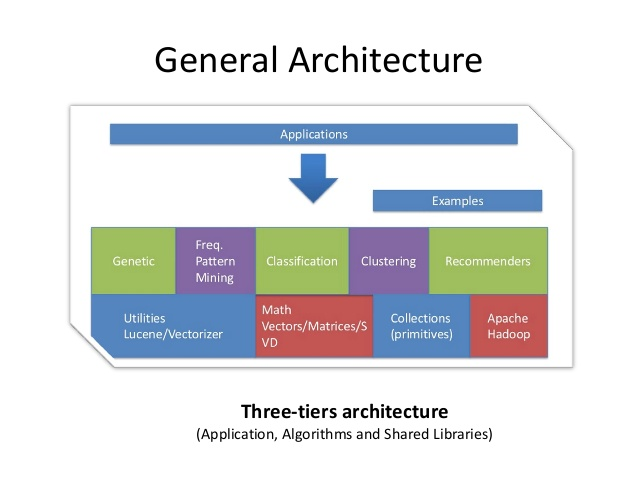 General Architecture
Applications
Examples
Genetic
Freq.
Pattern
Mining
Classification
Clustering
Recommenders
Utilities
Lucene/Vectorizer
Math
Vectors/Matrices/S
VD
Collections
(primitives)
Apache
Hadoop
Three-tiers architecture
(Application, Algorithms and Shared Libraries)